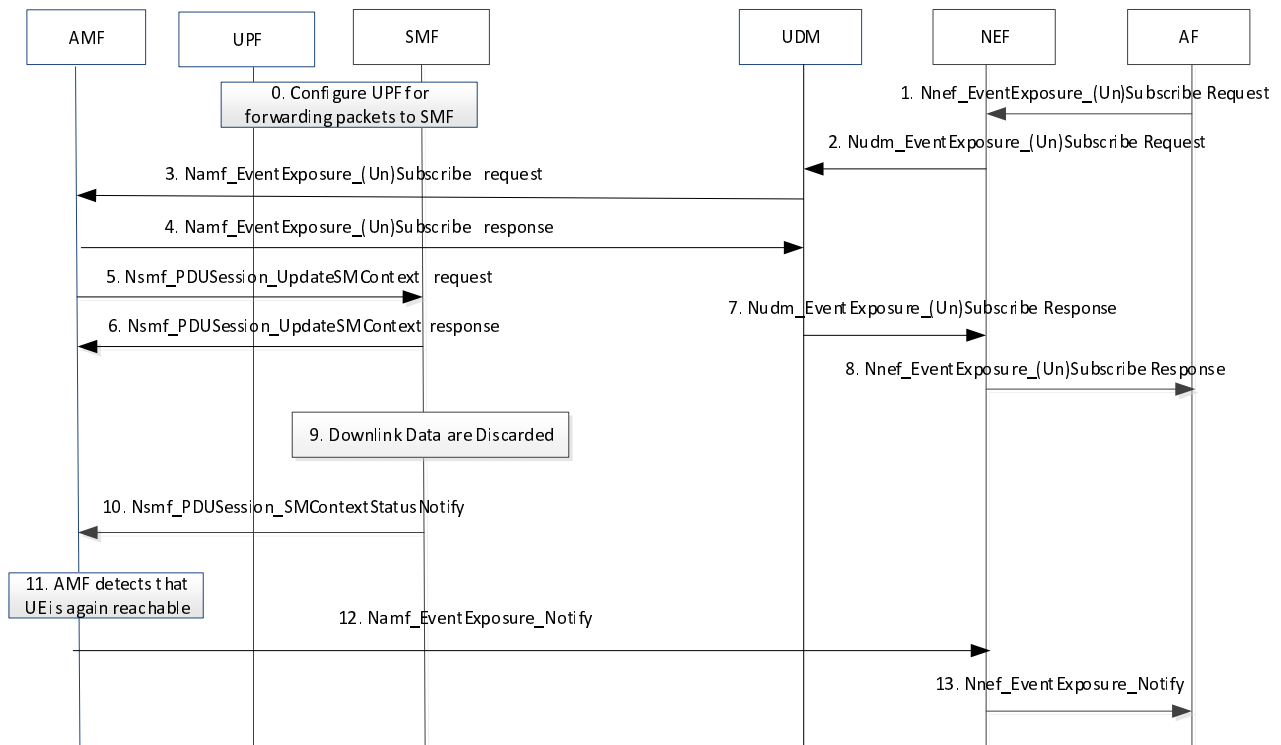 AMF
UPF
SMF
UDM
NEF
AF
0. Configure UPF for
forwarding packets to SMF
1. Nnef_EventExposure_(Un)Subscribe Request
2. Nudm_EventExposure_(Un)Subscribe Request
3. Namf_EventExposure_(Un)Subscribe request
4. Namf_EventExposure_(Un)Subscribe response
5. Nsmf_PDUSession_UpdateSMContext request
6. Nsmf_PDUSession_UpdateSMContext response
7. Nudm_EventExposure_(Un)Subscribe Response
8. Nnef_EventExposure_(Un)Subscribe Response
9. Downlink Data are Discarded
10. Nsmf_PDUSession_SMContextStatusNotify
11. AMF detects that
UE is again reachable
12. Namf_EventExposure_Notify
13. Nnef_EventExposure_Notify